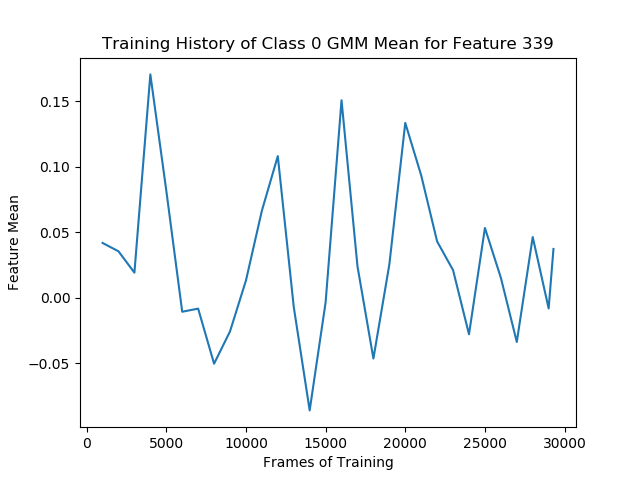 Training History of Class 0 GMM Mean for Feature 339
0.15
0.10
0.05
0.00
−0.05
Feature Mean
0 5000 10000 15000 20000 25000 30000
Frames of Training